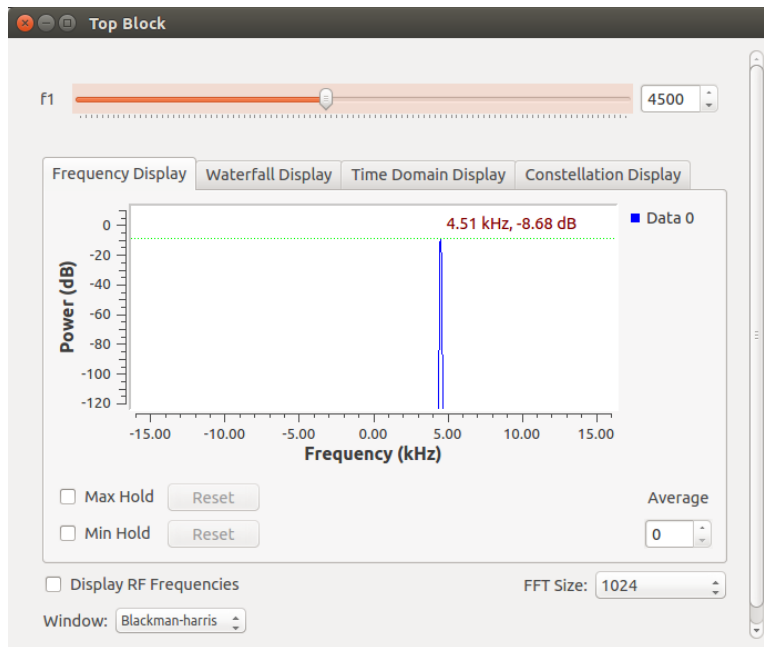 Top Block
f1 4500
Frequency Display Waterfall Display Time Domain Display Constellation Display
4.51 kHz, -8.68 dB
Data 0
Power (dB)
0
-20
-40
-60
-80
-100
-120
-15.00 -10.00 -5.00 0.00 5.00 10.00 15.00
Frequency (kHz)
Max Hold Reset Average
Min Hold Reset 0
Display RF Frequencies FFT Size: 1024
Window: Blackman-harris